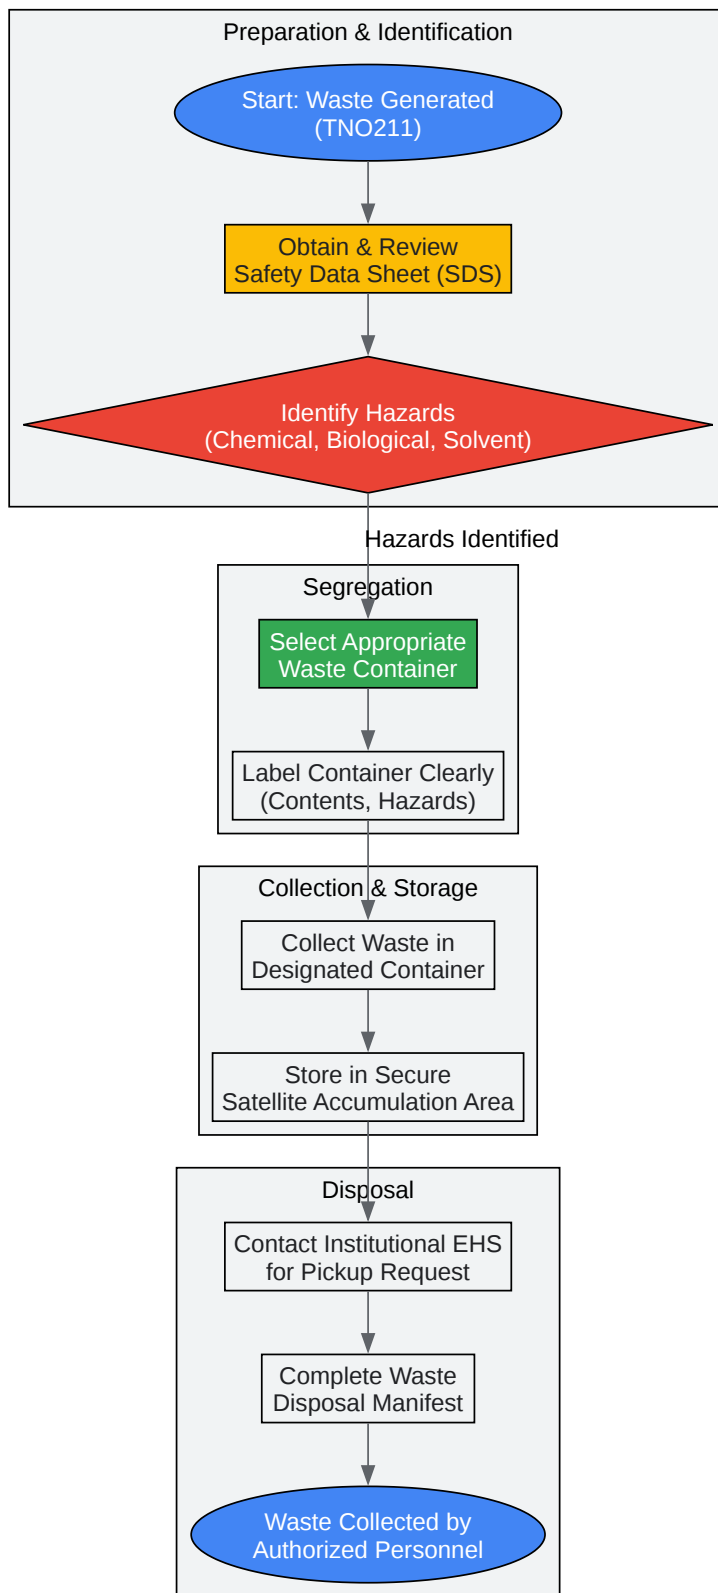 Preparation & Identification
Start: Waste Generated
(TNO211)
Obtain & Review
Safety Data Sheet (SDS)
Identify Hazards
(Chemical, Biological, Solvent)
Hazards Identified
Segregation
Select Appropriate
Waste Container
Label Container Clearly
(Contents, Hazards)
Collection & Storage
Collect Waste in
Designated Container
Store in Secure
Satellite Accumulation Area
Disposal
Contact Institutional EHS
for Pickup Request
Complete Waste
Disposal Manifest
Waste Collected by
Authorized Personnel